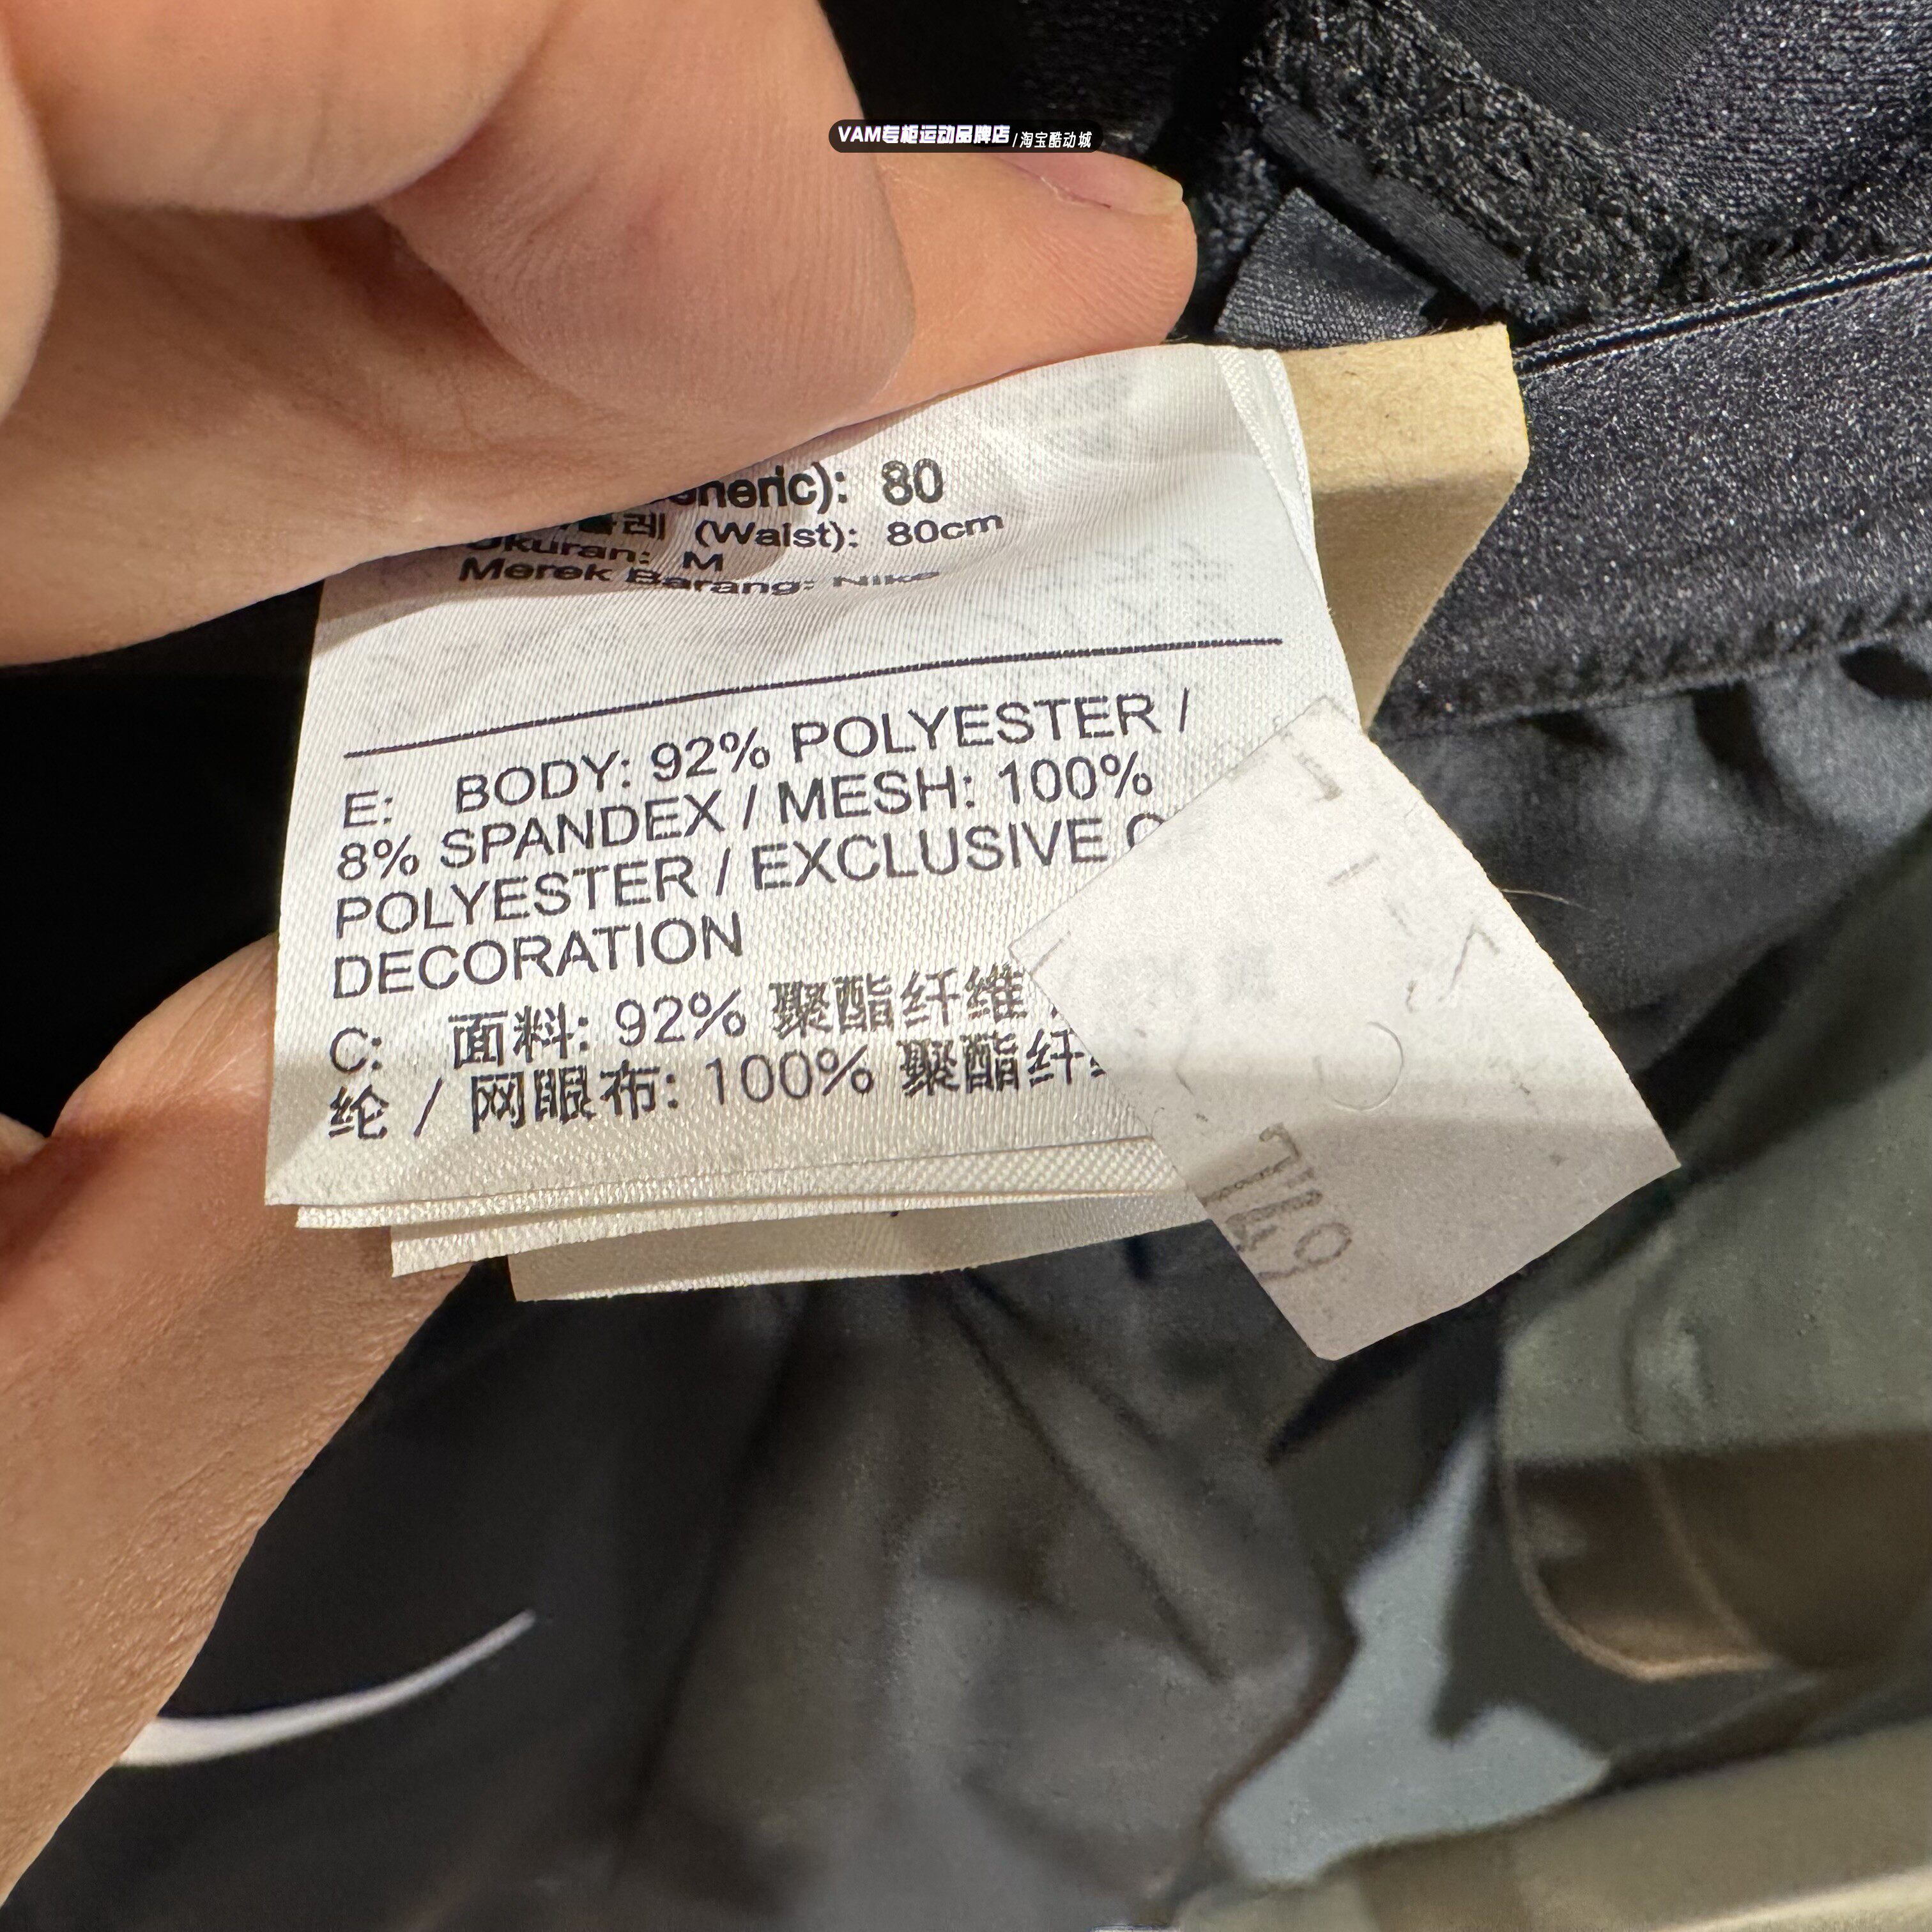 VAM专柜运动品牌店/淘宝酷动城
80
(Waist): 80cm
M
Merek Barang: Nike
E: BODY: 92% POLYESTER /
8% SPANDEX / MESH: 100%
POLYESTER / EXCLUSIVE
DECORATION
C: 面料: 92% 聚酯纤维
纶 / 网眼布: 100% 聚酯纤